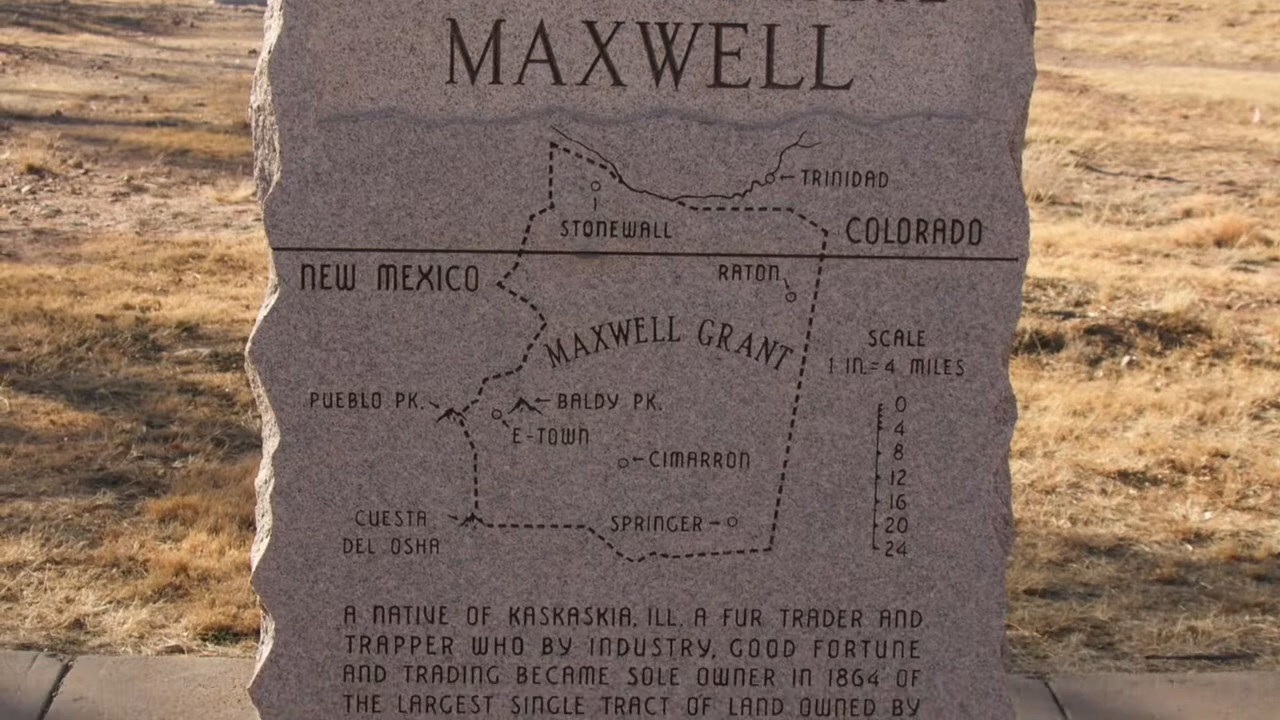 MAXWELL
TRINIDAD
STONEWALL
COLORADO
NEW MEXICO
RATON
MAXWELL GRANT
SCALE
1 IN.=4 MILES
PUEBLO PK.
BALDY PK.
E-TOWN
0
4
8
12
16
20
24
CIMARRON
CUESTA
DEL OSHA
SPRINGER
A NATIVE OF KASKASKIA, ILL. A FUR TRADER AND
TRAPPER WHO BY INDUSTRY, GOOD FORTUNE
AND TRADING BECAME SOLE OWNER IN 1864 OF
THE LARGEST SINGLE TRACT OF LAND OWNED BY